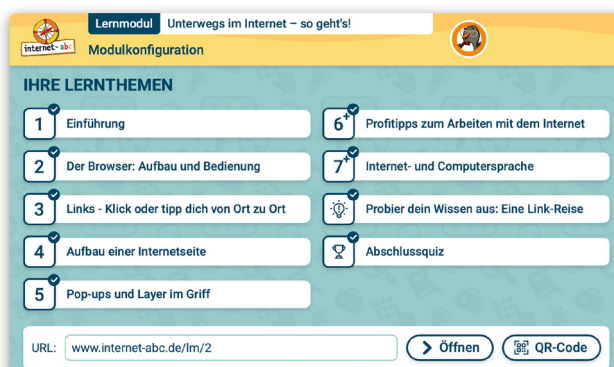 internet-abc
Lernmodul Unterwegs im Internet – so geht's!
Modulkonfiguration
IHRE LERNTHEMEN
1 Einführung
2 Der Browser: Aufbau und Bedienung
3 Links - Klick oder tipp dich von Ort zu Ort
4 Aufbau einer Internetseite
5 Pop-ups und Layer im Griff
6+ Profitipps zum Arbeiten mit dem Internet
7+ Internet- und Computersprache
Probier dein Wissen aus: Eine Link-Reise
Abschlussquiz
URL: www.internet-abc.de/lm/2 Öffnen QR-Code